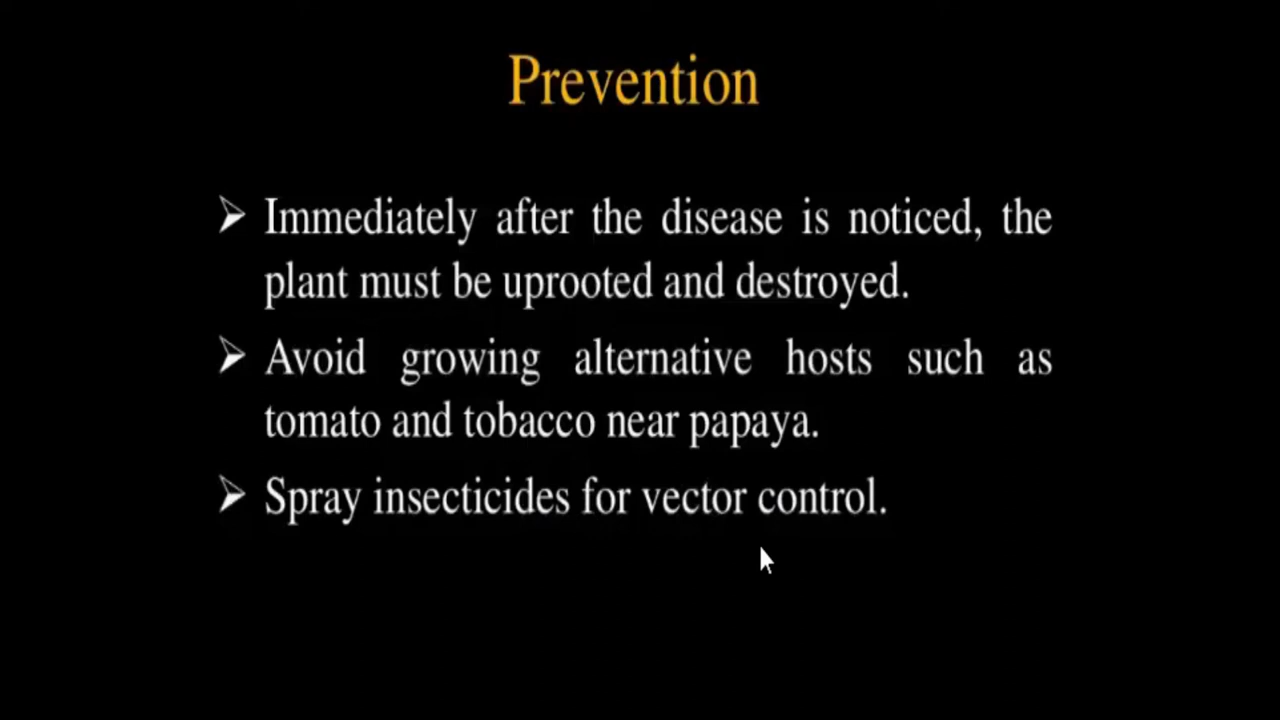 Prevention
➢ Immediately after the disease is noticed, the
plant must be uprooted and destroyed.
➢ Avoid growing alternative hosts such as
tomato and tobacco near papaya.
➢ Spray insecticides for vector control.